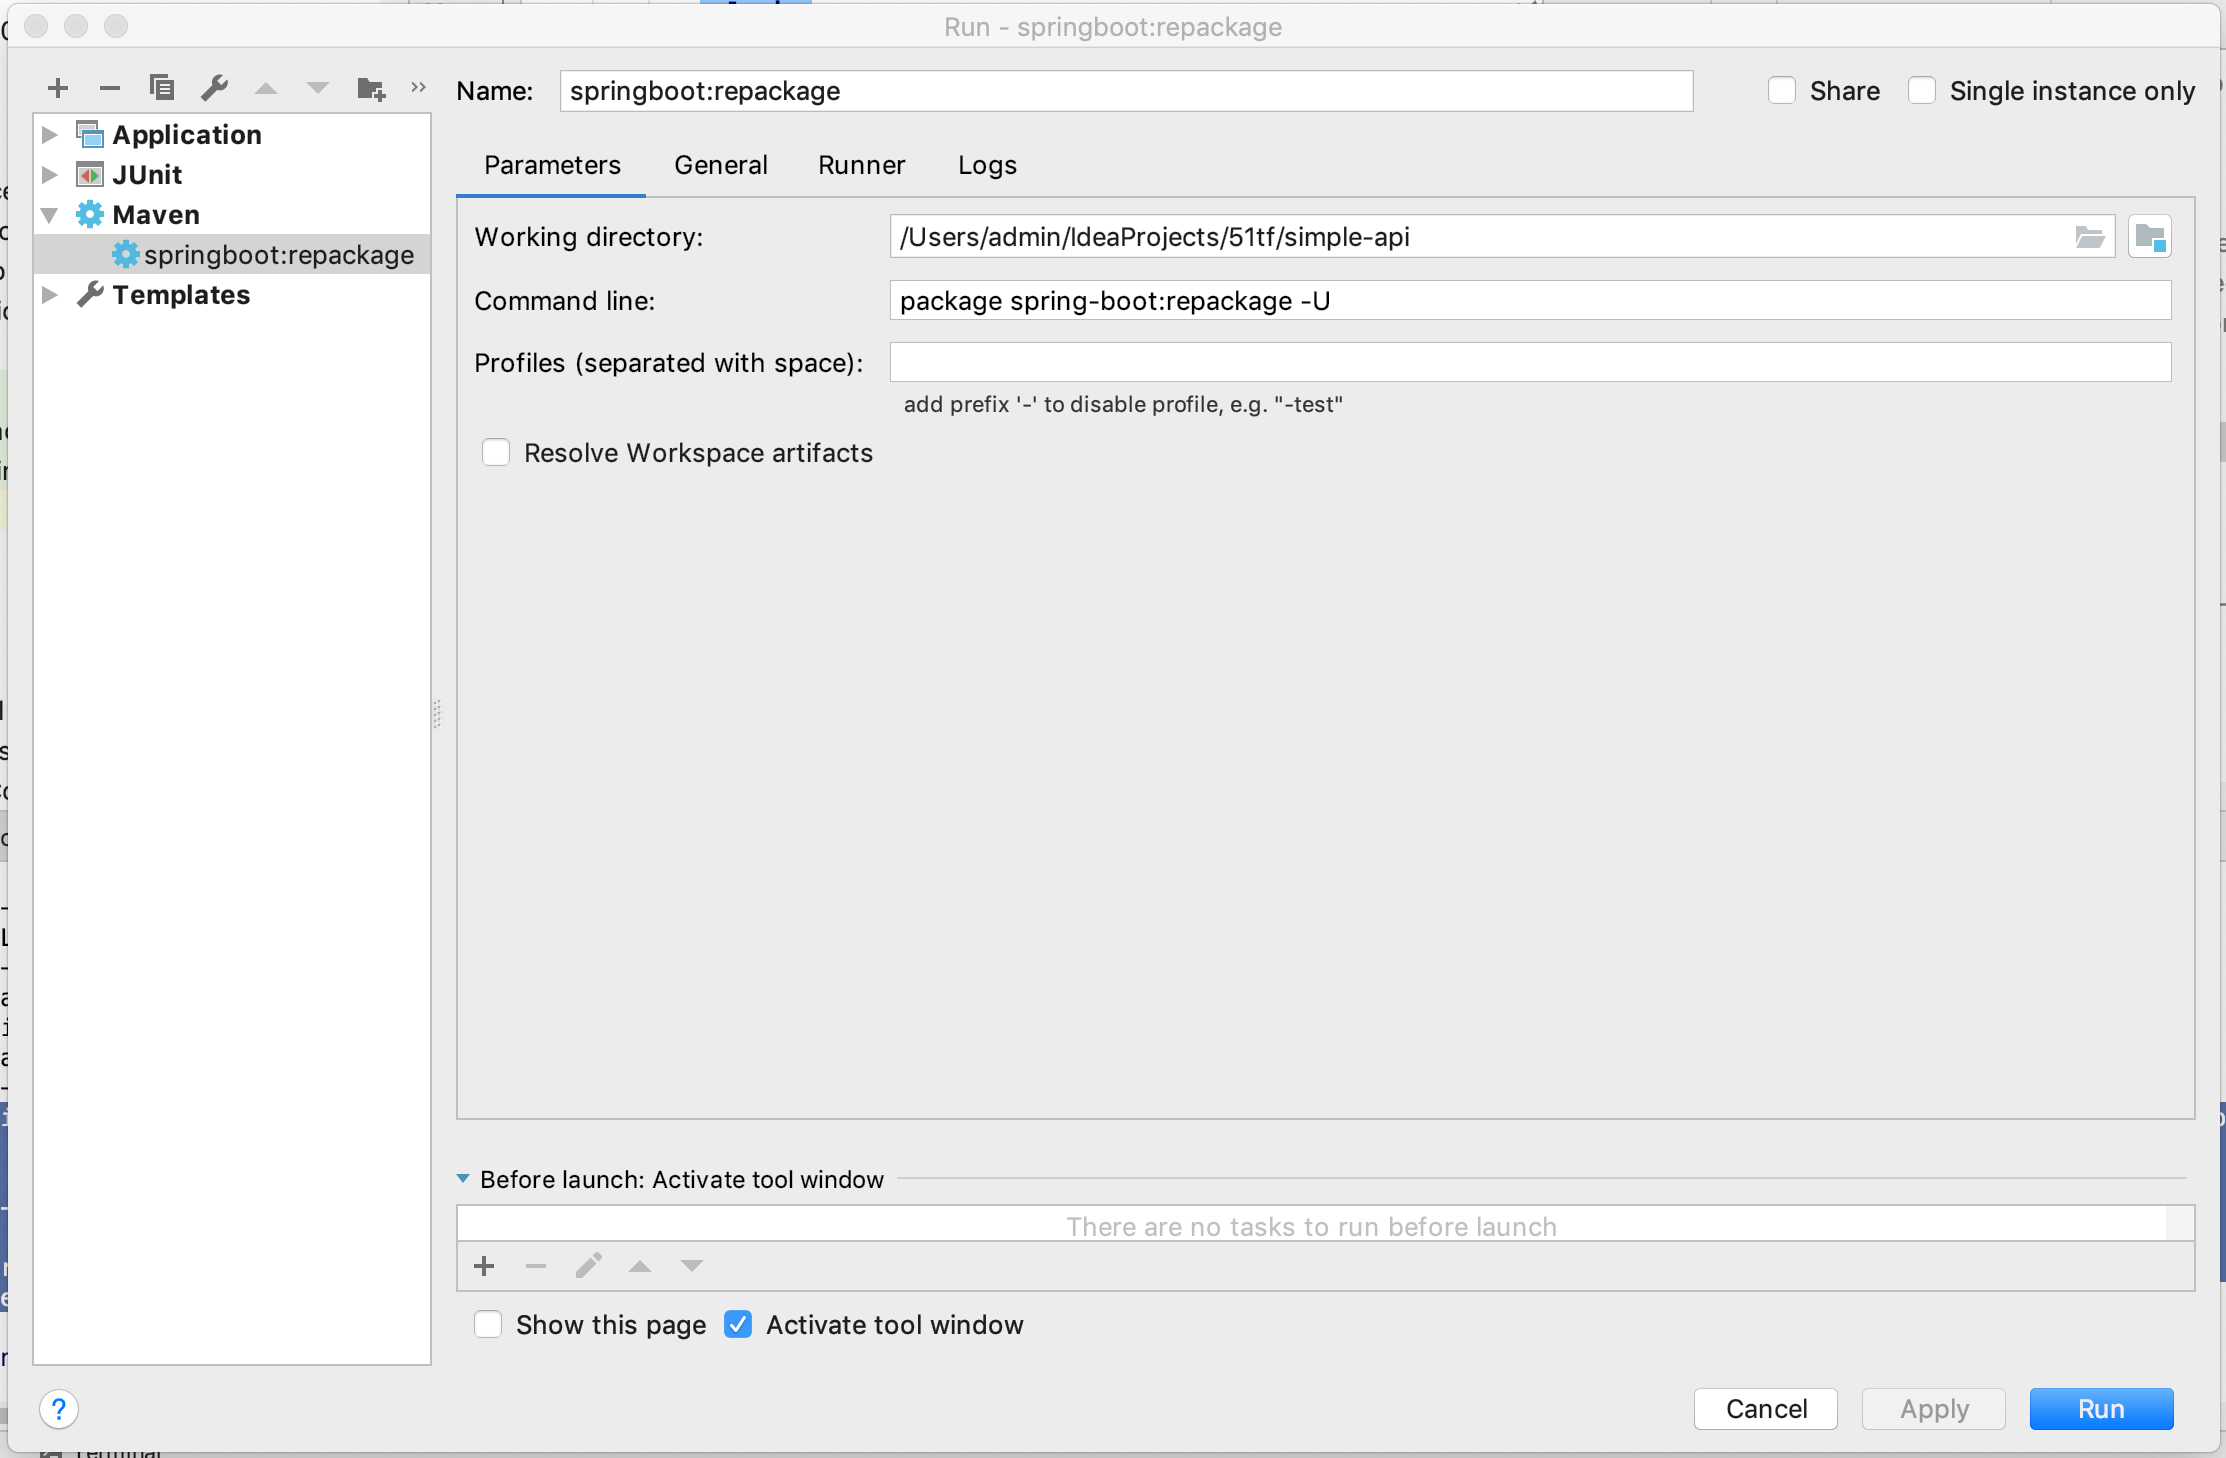 Run - springboot:repackage
Name: springboot:repackage Share Single instance only
Application
JUnit
Maven
springboot:repackage
Templates
Parameters General Runner Logs
Working directory: /Users/admin/IdeaProjects/51tf/simple-api
Command line: package spring-boot:repackage -U
Profiles (separated with space):
add prefix '-' to disable profile, e.g. "-test"
Resolve Workspace artifacts
Before launch: Activate tool window
There are no tasks to run before launch
Show this page Activate tool window
? Cancel Apply Run
Terminal